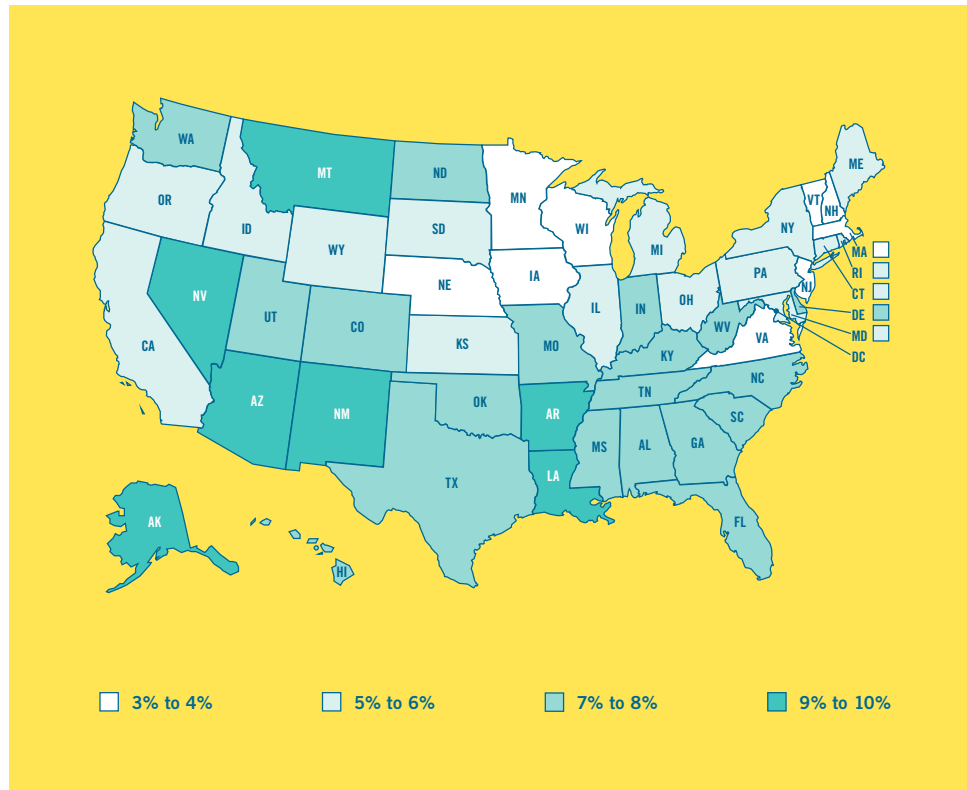 WA
MT
ND
MN
ME
OR
ID
WY
SD
WI
MI
NY
VT
NH
MA
RI
CT
DE
MD
DC
NV
UT
CO
NE
IA
IL
IN
OH
PA
NJ
CA
KS
MO
KY
WV
VA
AZ
NM
OK
AR
TN
NC
TX
LA
MS
AL
GA
SC
FL
AK
HI
3% to 4%
5% to 6%
7% to 8%
9% to 10%